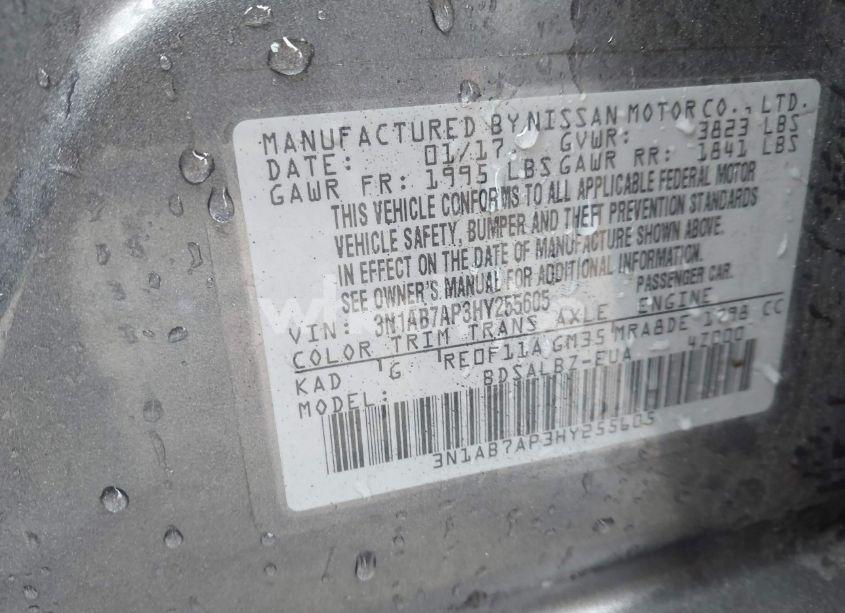 MANUFACTURED BY NISSAN MOTOR CO., LTD.
DATE: 01/17 GVWR: 3823 LBS
GAWR FR: 1995 LBS GAWR RR: 1841 LBS
THIS VEHICLE CONFORMS TO ALL APPLICABLE FEDERAL MOTOR
VEHICLE SAFETY, BUMPER AND THEFT PREVENTION STANDARDS
IN EFFECT ON THE DATE OF MANUFACTURE SHOWN ABOVE.
SEE OWNER'S MANUAL FOR ADDITIONAL INFORMATION.
VIN: 3N1AB7AP3HY255605 PASSENGER CAR.
COLOR TRIM TRANS AXLE ENGINE
KAD G RE0F11A GM35 MRA8DE 1798 CC
MODEL: BDSALBZ-EUA 42000
3N1AB7AP3HY255605